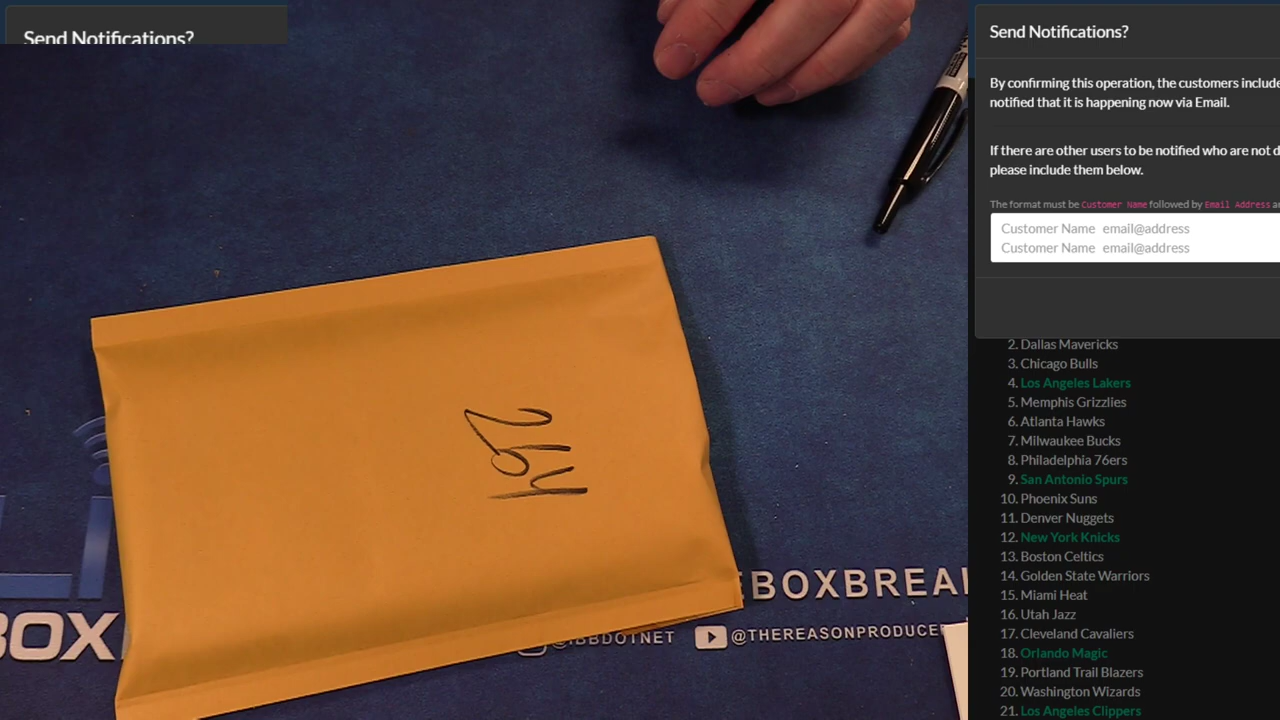 Send Notifications?
264
BOX
EBOXBREA
@IBBDOTNET
@THEREASONPRODUCE
Send Notifications?
By confirming this operation, the customers include
notified that it is happening now via Email.
If there are other users to be notified who are not d
please include them below.
The format must be Customer Name followed by Email Address an
Customer Name email@address
Customer Name email@address
2. Dallas Mavericks
3. Chicago Bulls
4. Los Angeles Lakers
5. Memphis Grizzlies
6. Atlanta Hawks
7. Milwaukee Bucks
8. Philadelphia 76ers
9. San Antonio Spurs
10. Phoenix Suns
11. Denver Nuggets
12. New York Knicks
13. Boston Celtics
14. Golden State Warriors
15. Miami Heat
16. Utah Jazz
17. Cleveland Cavaliers
18. Orlando Magic
19. Portland Trail Blazers
20. Washington Wizards
21. Los Angeles Clippers